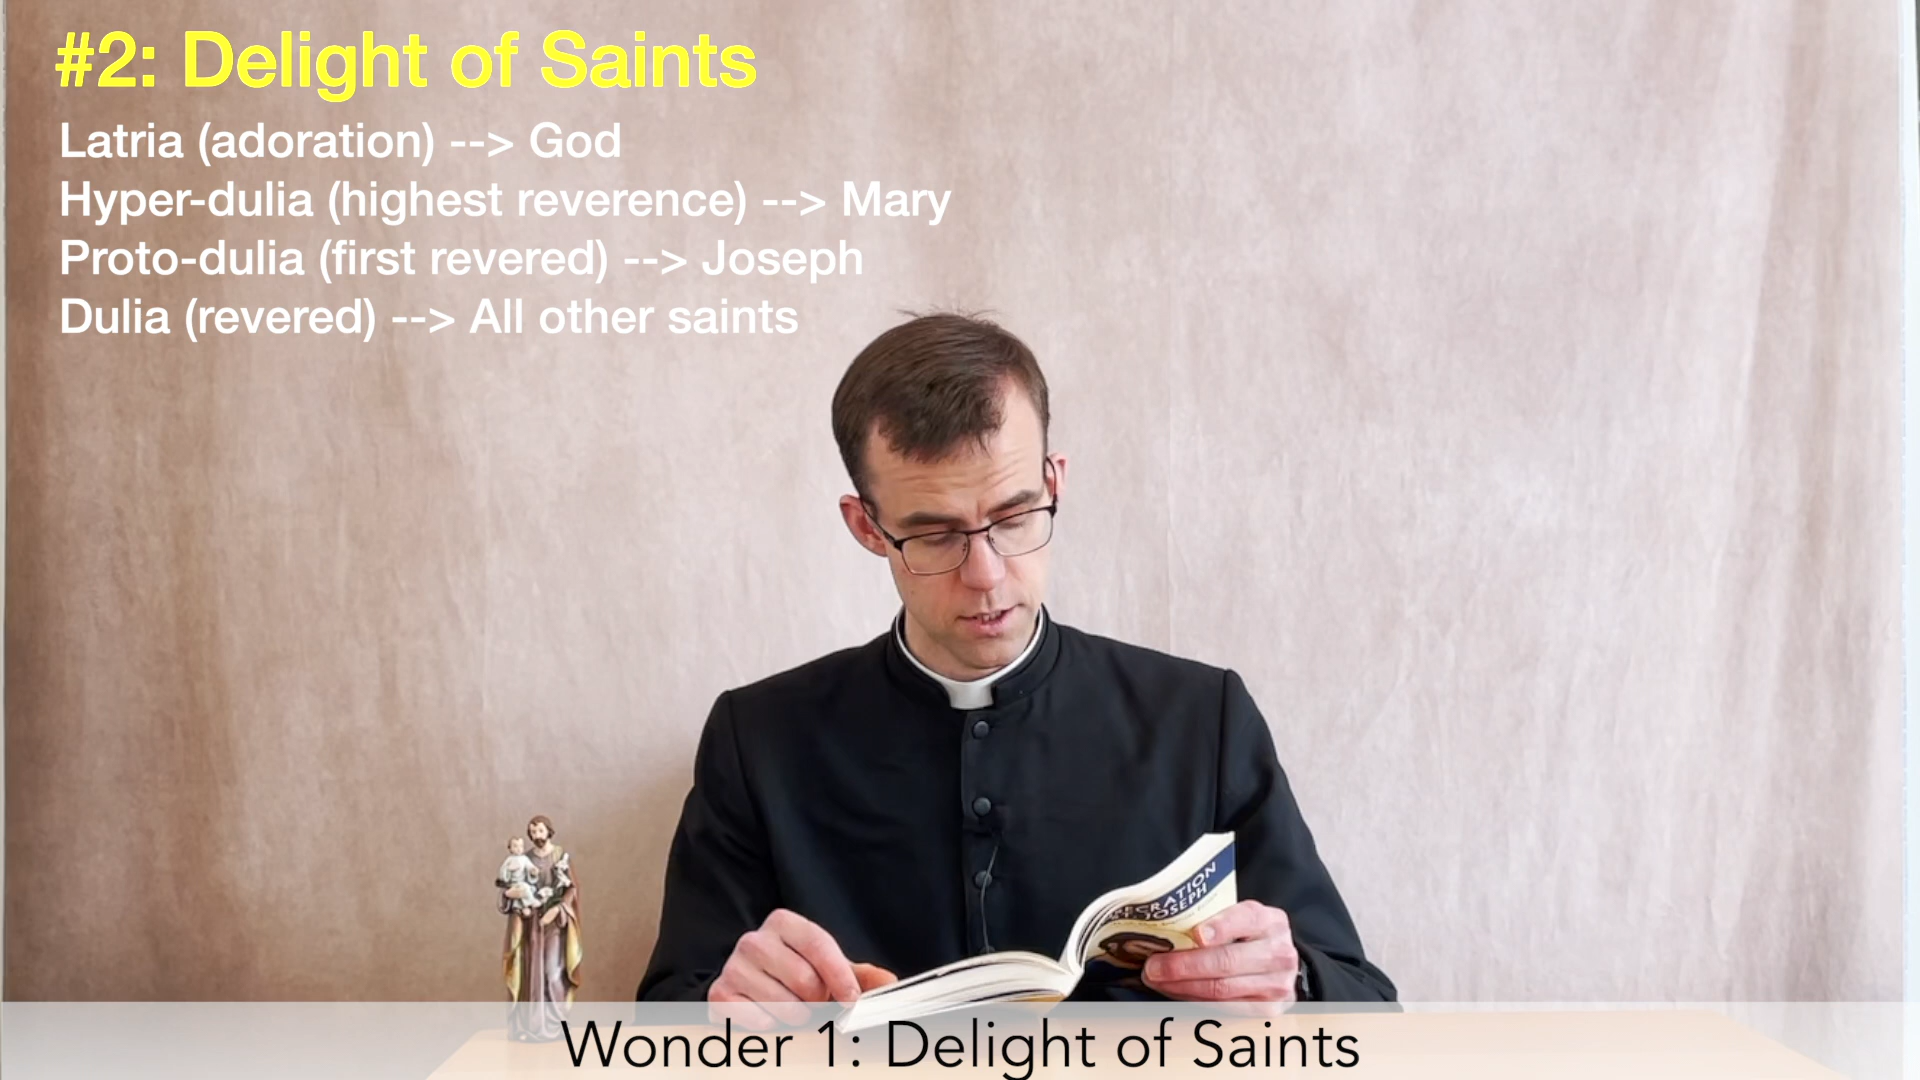 #2: Delight of Saints
Latria (adoration) --> God
Hyper-dulia (highest reverence) --> Mary
Proto-dulia (first revered) --> Joseph
Dulia (revered) --> All other saints
JOSEPH
Wonder 1: Delight of Saints